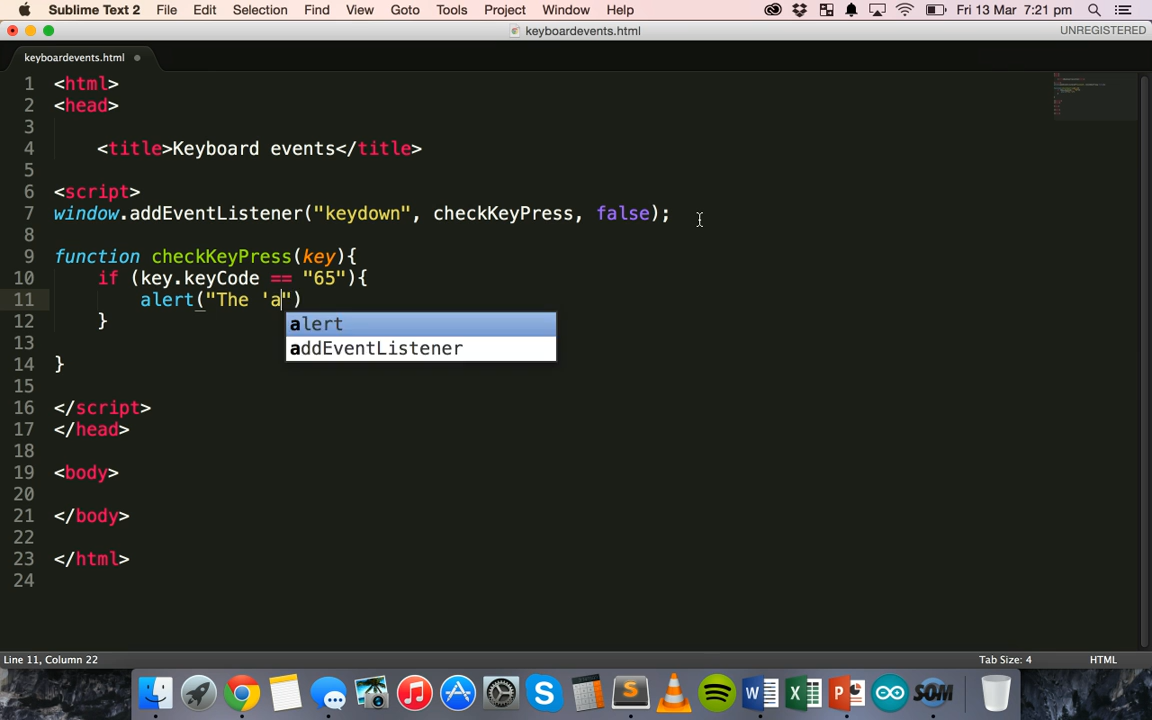 Sublime Text 2 File Edit Selection Find View Goto Tools Project Window Help Fri 13 Mar 7:21 pm
keyboardevents.html UNREGISTERED
keyboardevents.html
1 <html>
2 <head>
3
4 <title>Keyboard events</title>
5
6 <script>
7 window.addEventListener("keydown", checkKeyPress, false);
8
9 function checkKeyPress(key){
10 if (key.keyCode == "65"){
11 alert("The 'a")
alert
12 }
addEventListener
13
14 }
15
16 </script>
17 </head>
18
19 <body>
20
21 </body>
22
23 </html>
24
Line 11, Column 22 Tab Size: 4 HTML
SOM